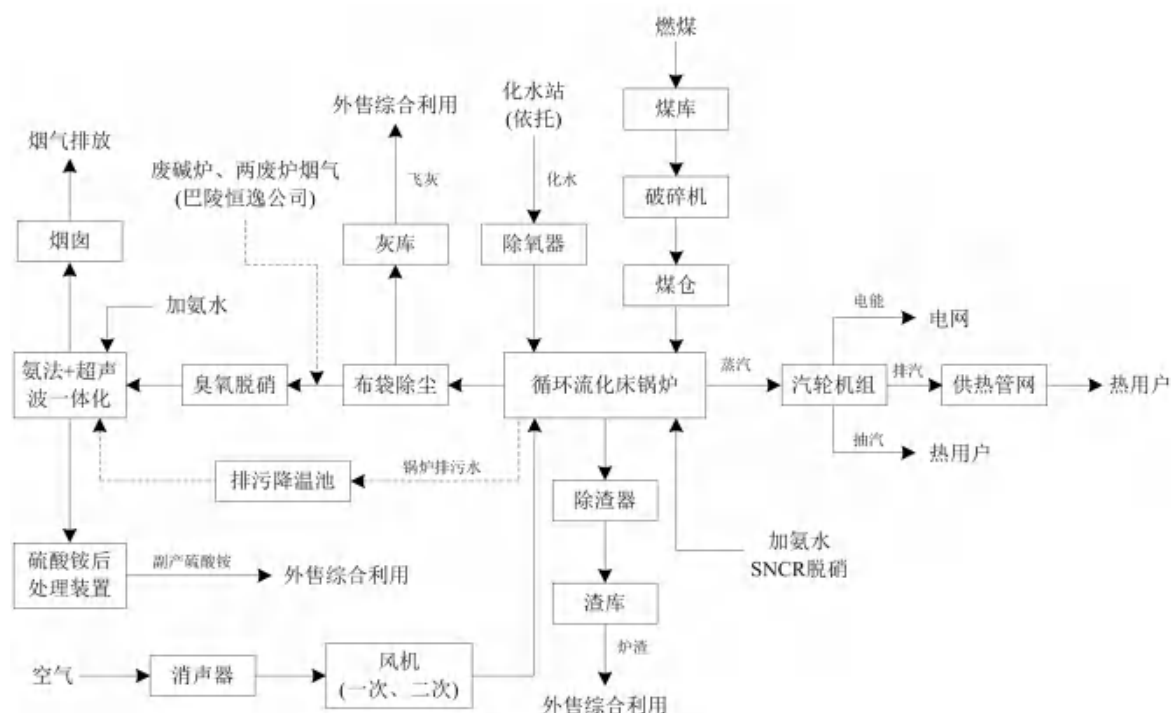 燃煤
煤库
破碎机
煤仓
化水站
(依托)
化水
除氧器
外售综合利用
飞灰
灰库
废碱炉、两废炉烟气
(巴陵恒逸公司)
烟气排放
烟囱
加氨水
氨法+超声
波一体化
臭氧脱硝
布袋除尘
循环流化床锅炉
蒸汽
汽轮机组
电能
电网
排汽
供热管网
热用户
抽汽
热用户
排污降温池
锅炉排污水
除渣器
加氨水
SNCR脱硝
硫酸铵后
处理装置
副产硫酸铵
外售综合利用
渣库
炉渣
外售综合利用
空气
消声器
风机
(一次、二次)